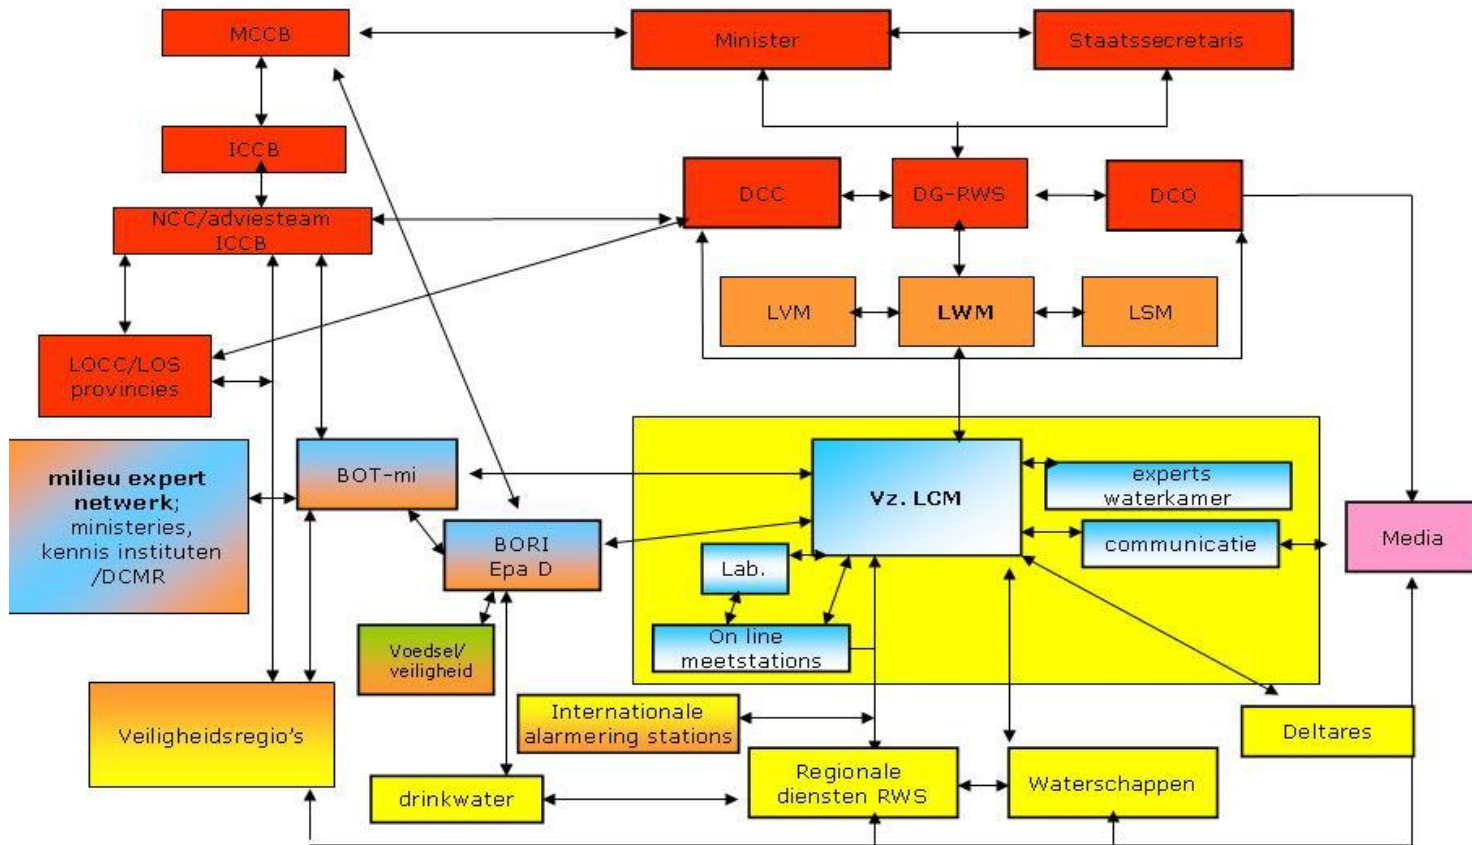 MCCB
Minister
Staatssecretaris
ICCB
DCC
DG-RWS
DCO
NCC/adviesteam
ICCB
LVM
LWM
LSM
LOCC/LOS
provincies
milieu expert
netwerk;
ministeries,
kennis instituten
/DCMR
BOT-mi
Vz. LCM
experts
waterkamer
BORI
Epa D
communicatie
Media
Lab.
On line
meetstations
Voedsel/
veiligheid
Veiligheidsregio's
Internationale
alarmering stations
Deltares
drinkwater
Regionale
diensten RWS
Waterschappen